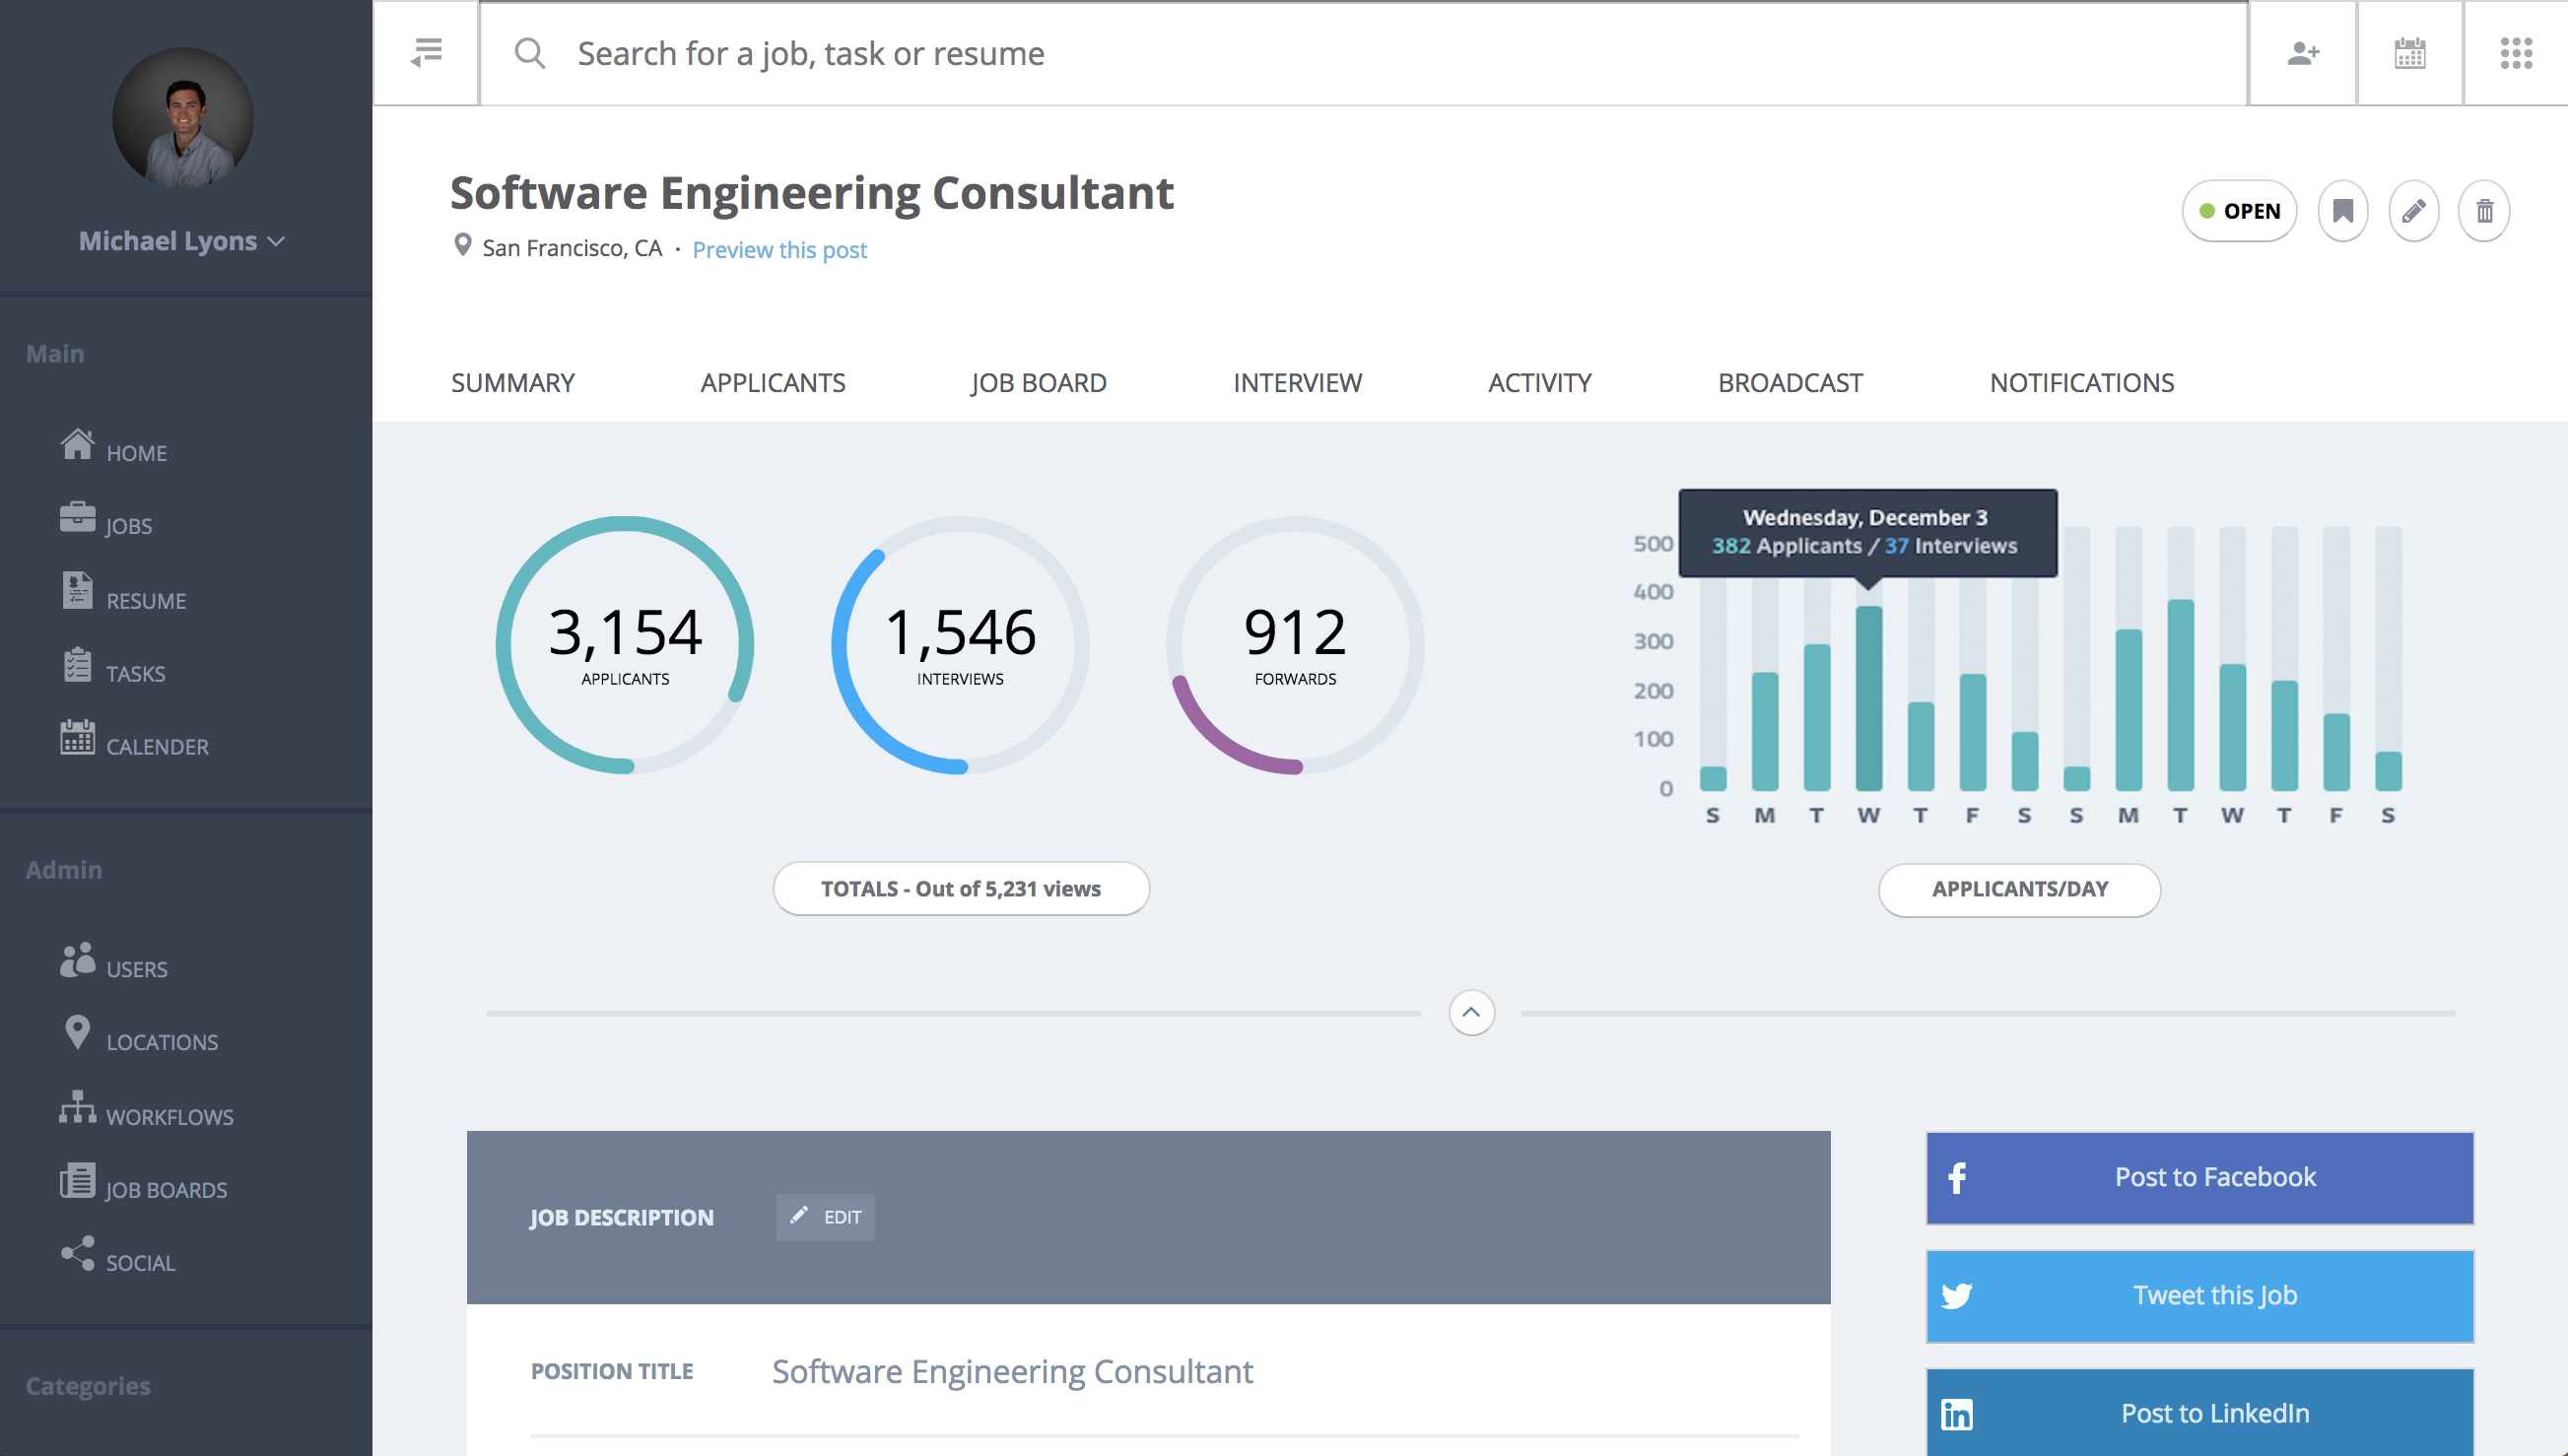 Search for a job, task or resume
Michael Lyons
Main
HOME
JOBS
RESUME
TASKS
CALENDER
Admin
USERS
LOCATIONS
WORKFLOWS
JOB BOARDS
SOCIAL
Categories
Software Engineering Consultant
San Francisco, CA · Preview this post
OPEN
SUMMARY APPLICANTS JOB BOARD INTERVIEW ACTIVITY BROADCAST NOTIFICATIONS
3,154
APPLICANTS
1,546
INTERVIEWS
912
FORWARDS
TOTALS - Out of 5,231 views
Wednesday, December 3
382 Applicants / 37 Interviews
500
400
300
200
100
0
S M T W T F S S M T W T F S
APPLICANTS/DAY
JOB DESCRIPTION EDIT
POSITION TITLE Software Engineering Consultant
Post to Facebook
Tweet this Job
Post to LinkedIn